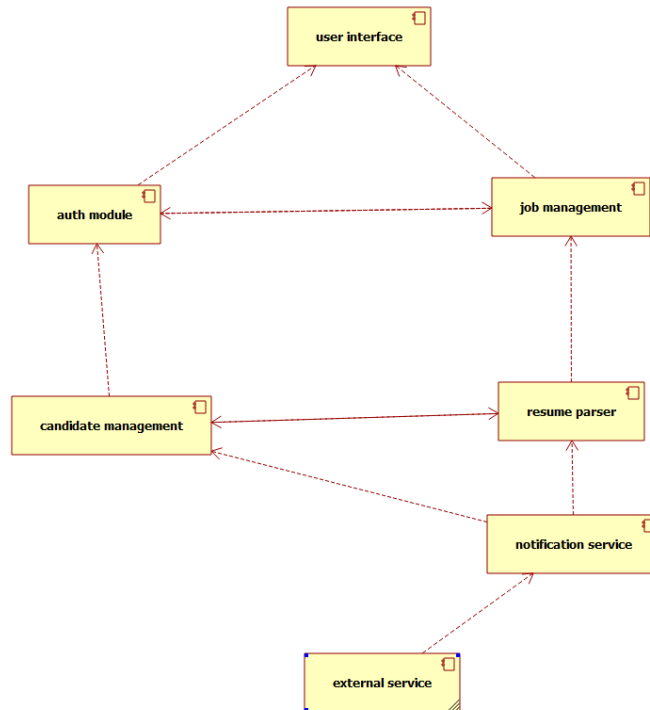 user interface
auth module
job management
candidate management
resume parser
notification service
external service